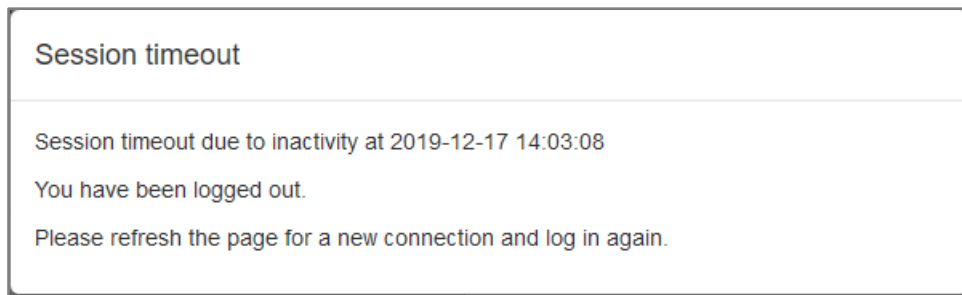 Session timeout
Session timeout due to inactivity at 2019-12-17 14:03:08
You have been logged out.
Please refresh the page for a new connection and log in again.